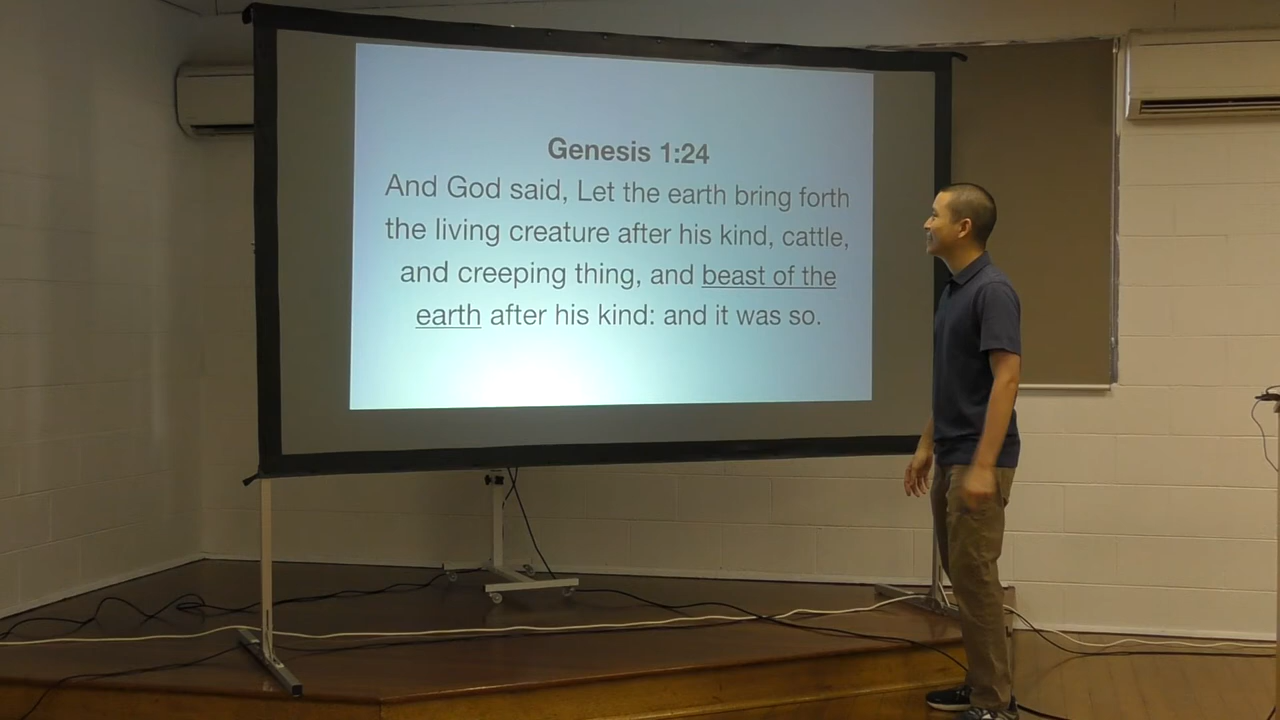 Genesis 1:24
And God said, Let the earth bring forth
the living creature after his kind, cattle,
and creeping thing, and beast of the
earth after his kind: and it was so.